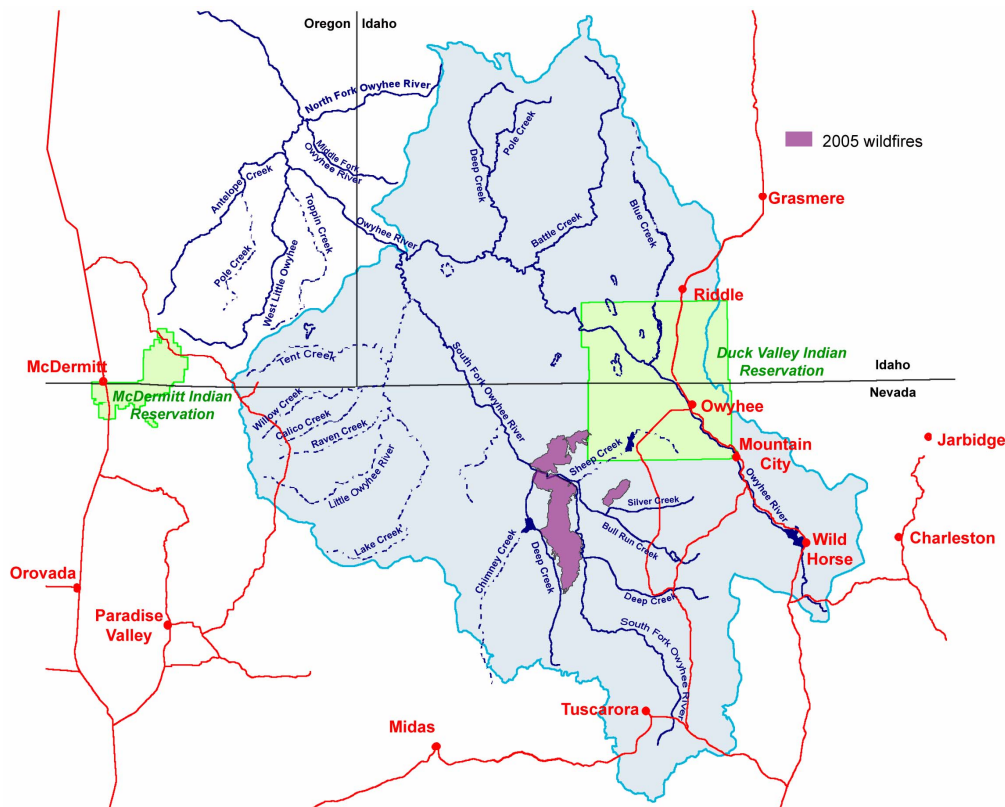 Oregon
Idaho
North Fork Owyhee River
Middle Fork
Owyhee River
Antelope Creek
Pole Creek
Toppin Creek
West Little Owyhee
Owyhee River
Deep Creek
Pole Creek
Battle Creek
Blue Creek
2005 wildfires
Grasmere
Riddle
Duck Valley Indian
Reservation
Idaho
Nevada
McDermitt
McDermitt Indian
Reservation
Tent Creek
Willow Creek
Calico Creek
Raven Creek
Little Owyhee River
Lake Creek
South Fork Owyhee River
Owyhee
Mountain
City
Jarbidge
Sheep Creek
Silver Creek
Bull Run Creek
Owyhee River
Wild
Horse
Charleston
Chimney Creek
Deep Creek
Deep Creek
South Fork Owyhee River
Orovada
Paradise
Valley
Tuscarora
Midas